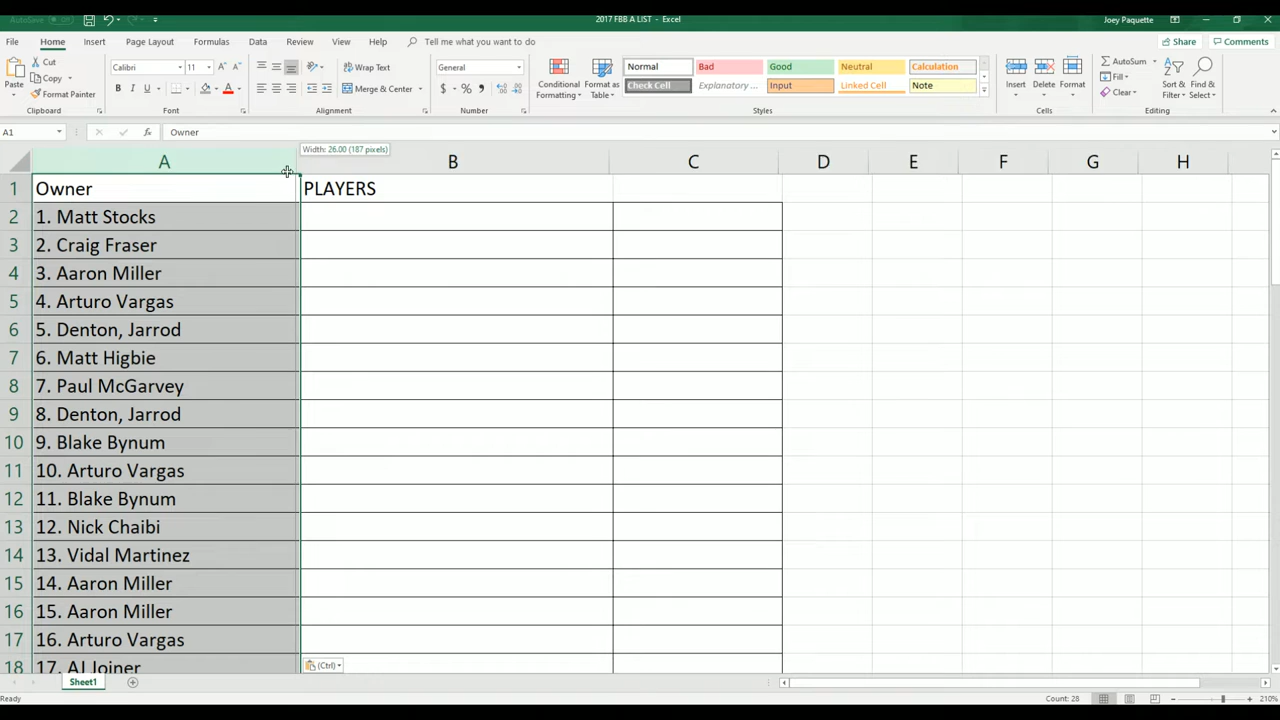 AutoSave Off 2017 FBB A LIST - Excel Joey Paquette
File Home Insert Page Layout Formulas Data Review View Help Tell me what you want to do Share Comments
Paste
Cut
Copy
Format Painter
Clipboard
Calibri 11
B I U
Font
Wrap Text
Merge & Center
Alignment
General
$ % ,
Number
Conditional Formatting
Format as Table
Normal Bad Good Neutral Calculation
Check Cell Explanatory ... Input Linked Cell Note
Styles
Insert Delete Format
Cells
AutoSum
Fill
Clear
Sort & Filter
Find & Select
Editing
A1 fx Owner
Width: 26.00 (187 pixels)
A B C D E F G H
1 Owner PLAYERS
2 1. Matt Stocks
3 2. Craig Fraser
4 3. Aaron Miller
5 4. Arturo Vargas
6 5. Denton, Jarrod
7 6. Matt Higbie
8 7. Paul McGarvey
9 8. Denton, Jarrod
10 9. Blake Bynum
11 10. Arturo Vargas
12 11. Blake Bynum
13 12. Nick Chaibi
14 13. Vidal Martinez
15 14. Aaron Miller
16 15. Aaron Miller
17 16. Arturo Vargas
18 17. AJ Joiner
(Ctrl)
Sheet1
Ready Count: 28 210%